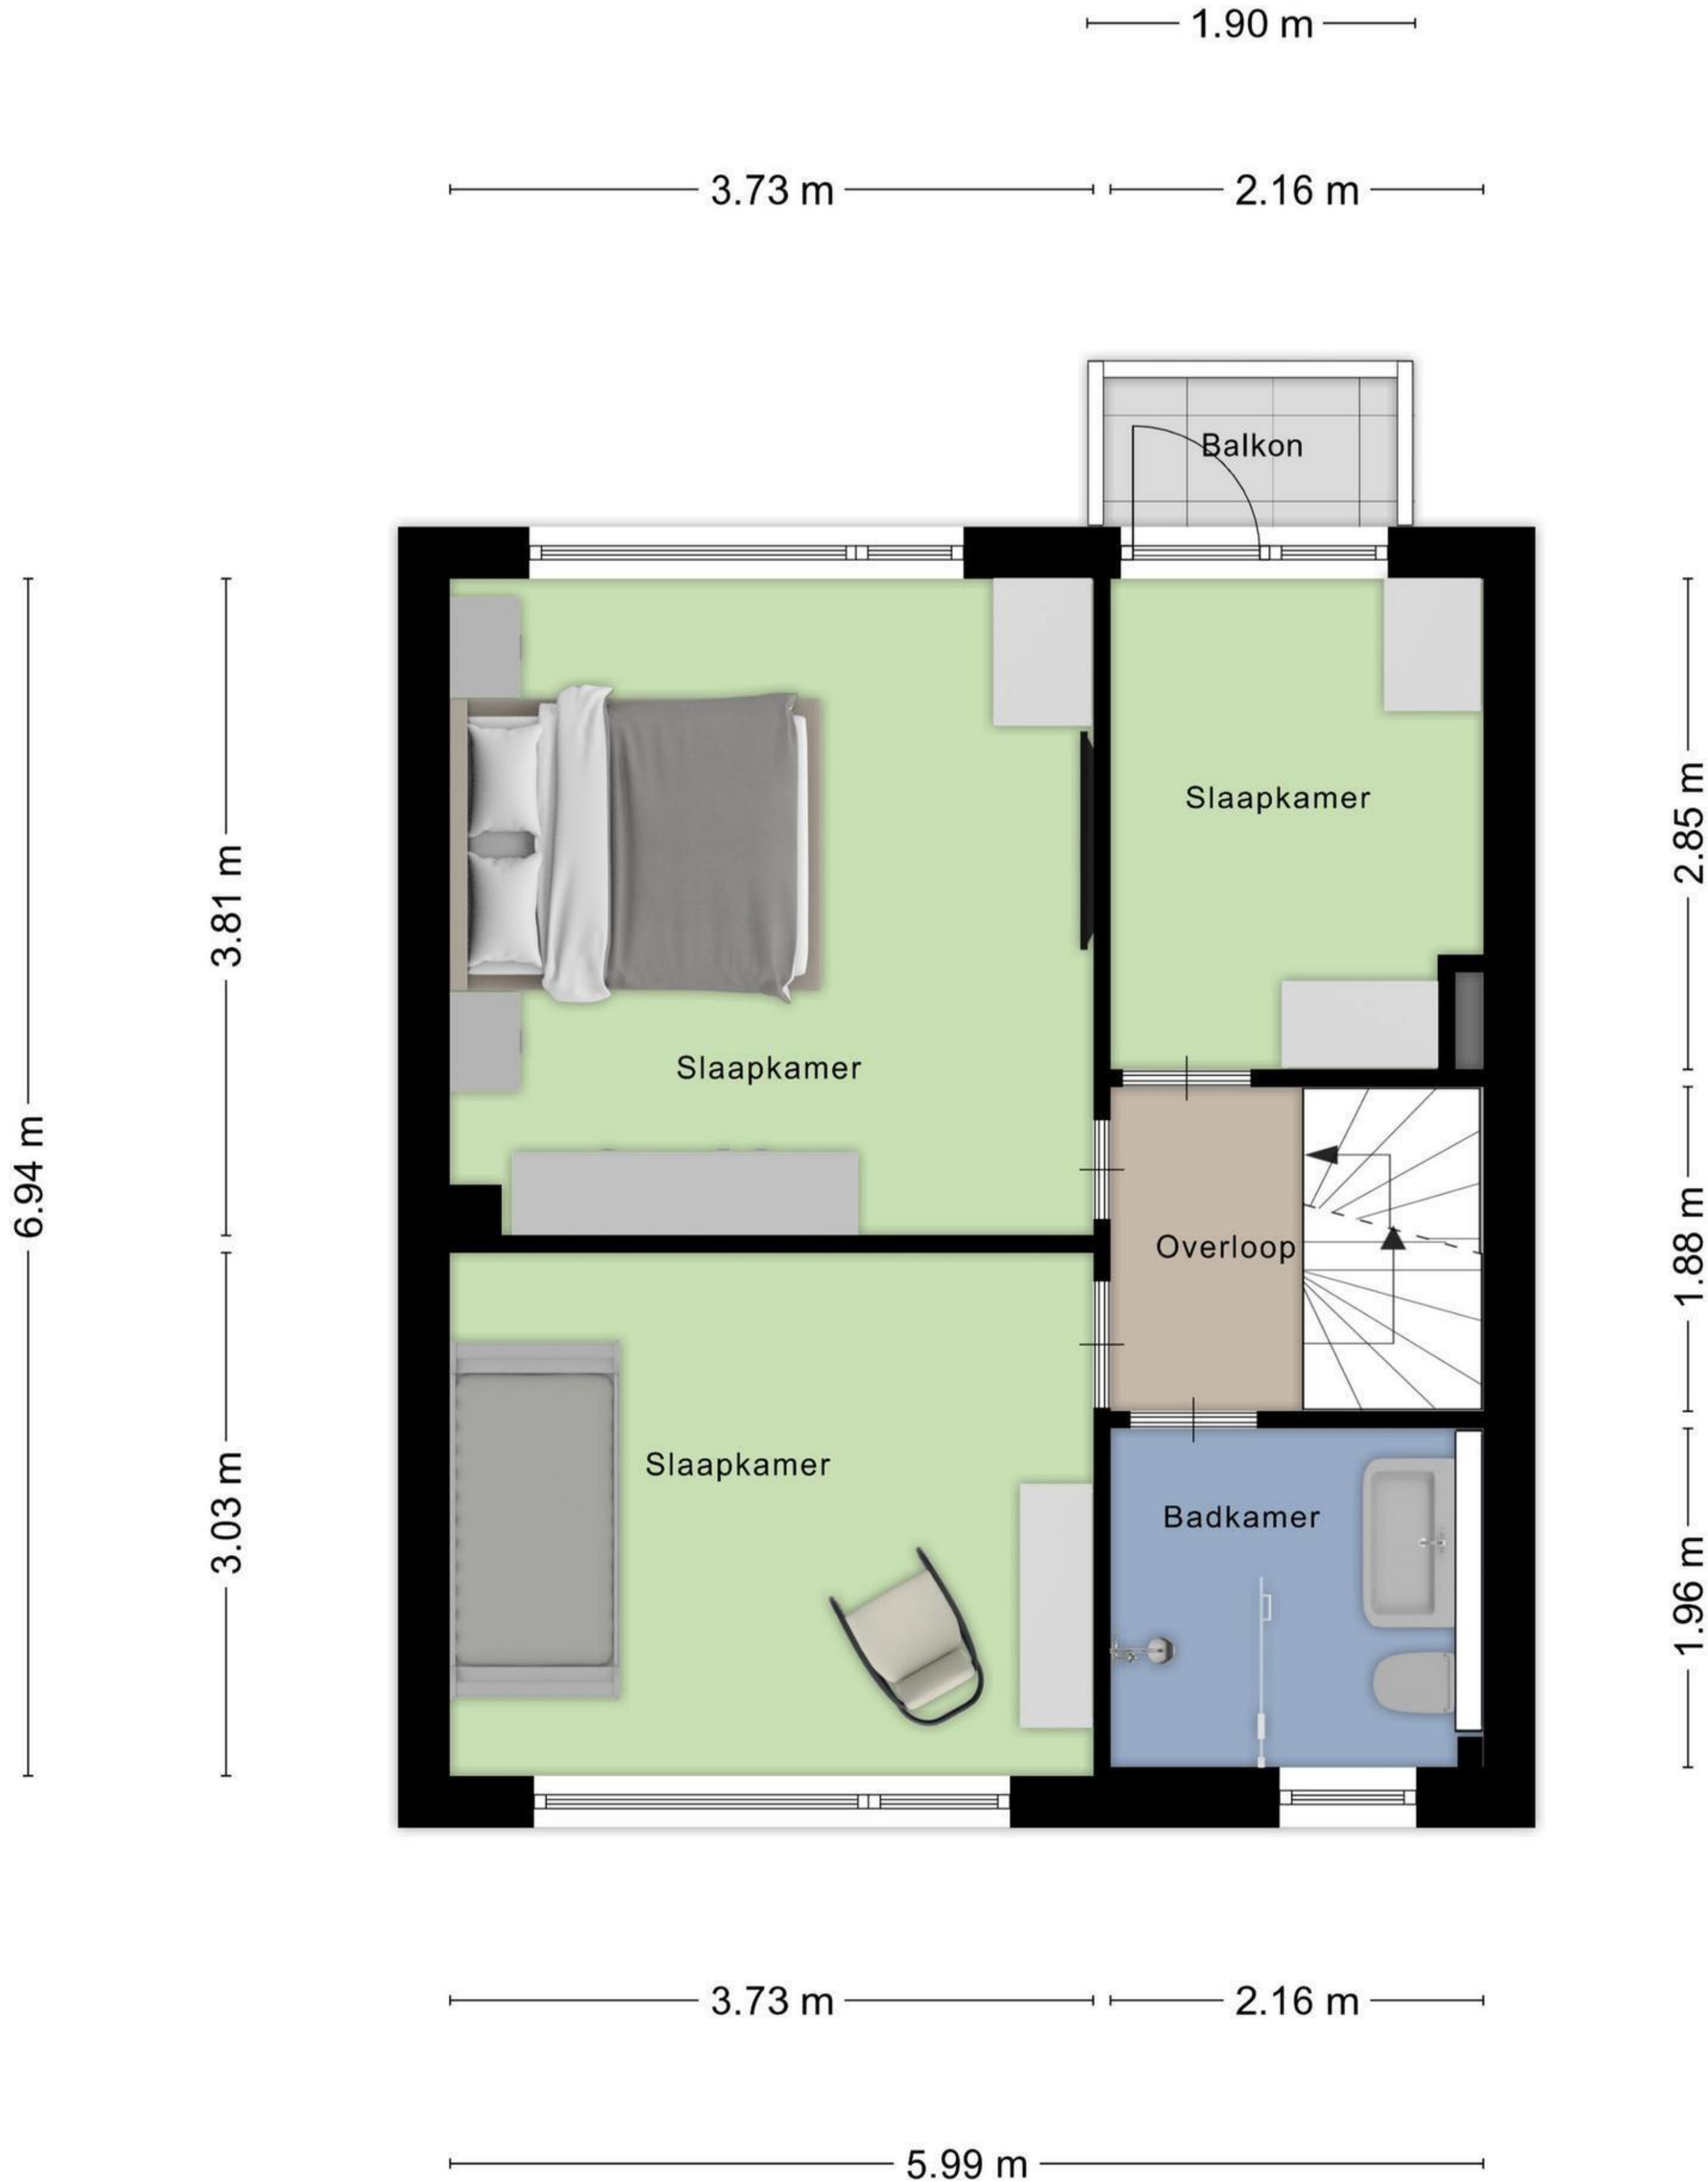 1.90 m
3.73 m
2.16 m
Balkon
Slaapkamer
2.85 m
3.81 m
Slaapkamer
6.94 m
1.88 m
Overloop
Slaapkamer
3.03 m
Badkamer
1.96 m
3.73 m
2.16 m
5.99 m